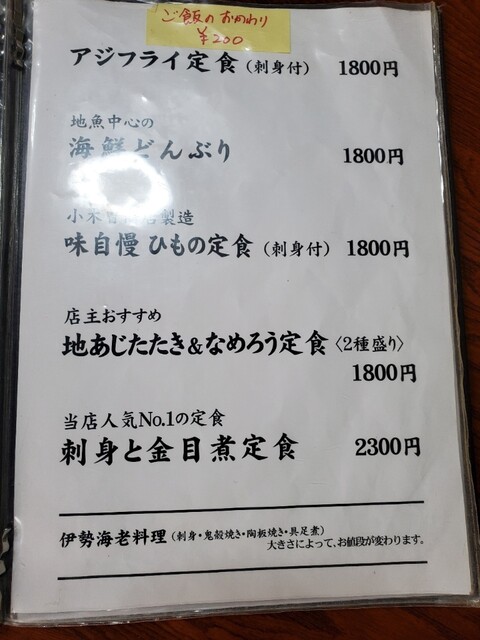 ご飯のおかわり
¥200
アジフライ定食(刺身付) 1800円
地魚中心の
海鮮どんぶり 1800円
製造
味自慢 ひもの定食(刺身付) 1800円
店主おすすめ
地あじたたき&なめろう定食〈2種盛り〉
1800円
当店人気No.1の定食
刺身と金目煮定食 2300円
伊勢海老料理(刺身・鬼殻焼き・陶板焼き・具足煮)
大きさによって、お値段が変わります。